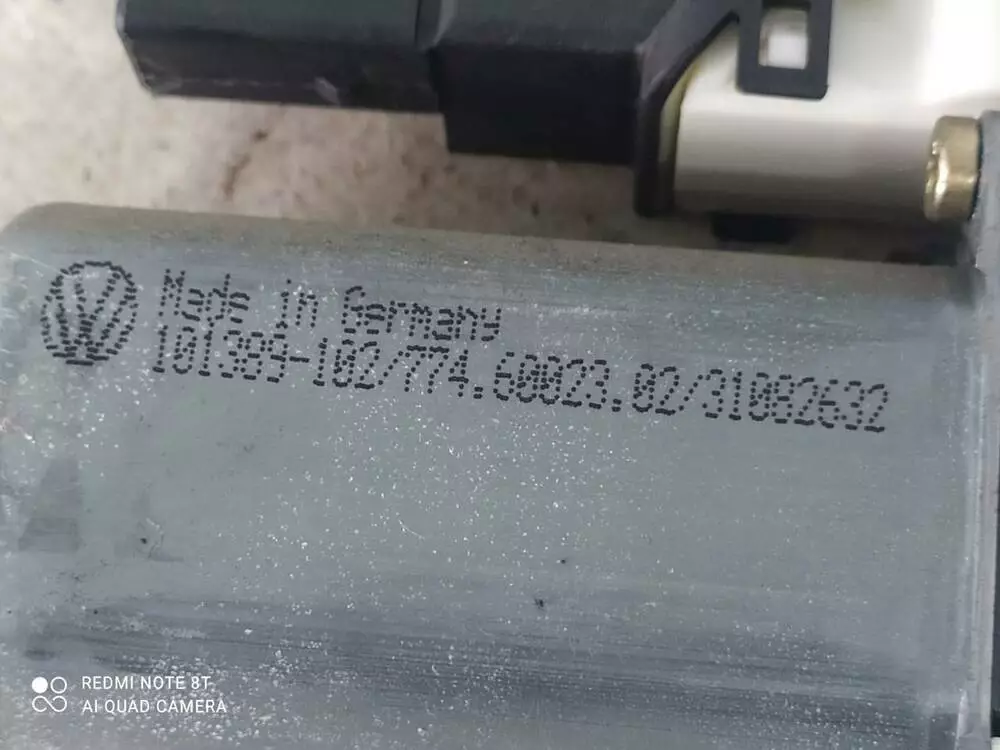 Made in Germany
101389-102/774.60023.02/31082632
REDMI NOTE 8T
AI QUAD CAMERA